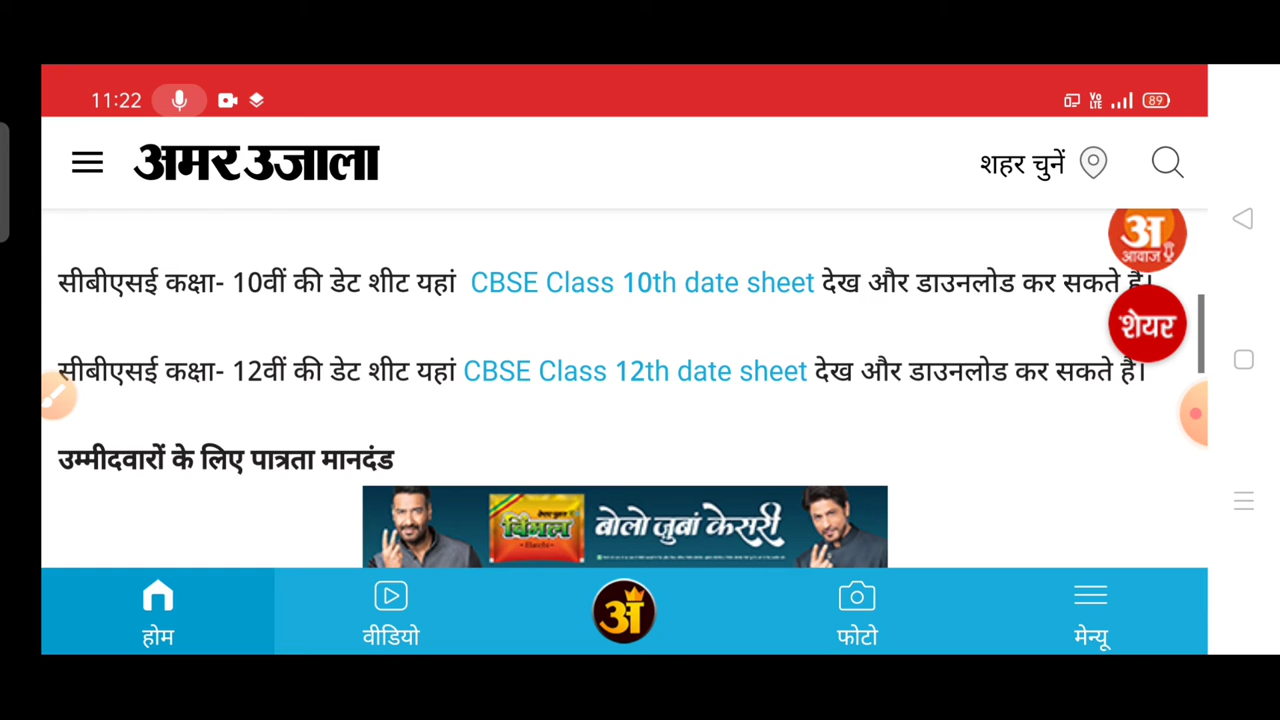 11:22
Vo LTE
89
अमर उजाला
शहर चुनें
अ
आवाज
सीबीएसई कक्षा- 10वीं की डेट शीट यहां CBSE Class 10th date sheet देख और डाउनलोड कर सकते हैं।
शेयर
सीबीएसई कक्षा- 12वीं की डेट शीट यहां CBSE Class 12th date sheet देख और डाउनलोड कर सकते हैं।
उम्मीदवारों के लिए पात्रता मानदंड
विमल
बोलो ज़ुबां केसरी
अ
होम
वीडियो
फोटो
मेन्यू